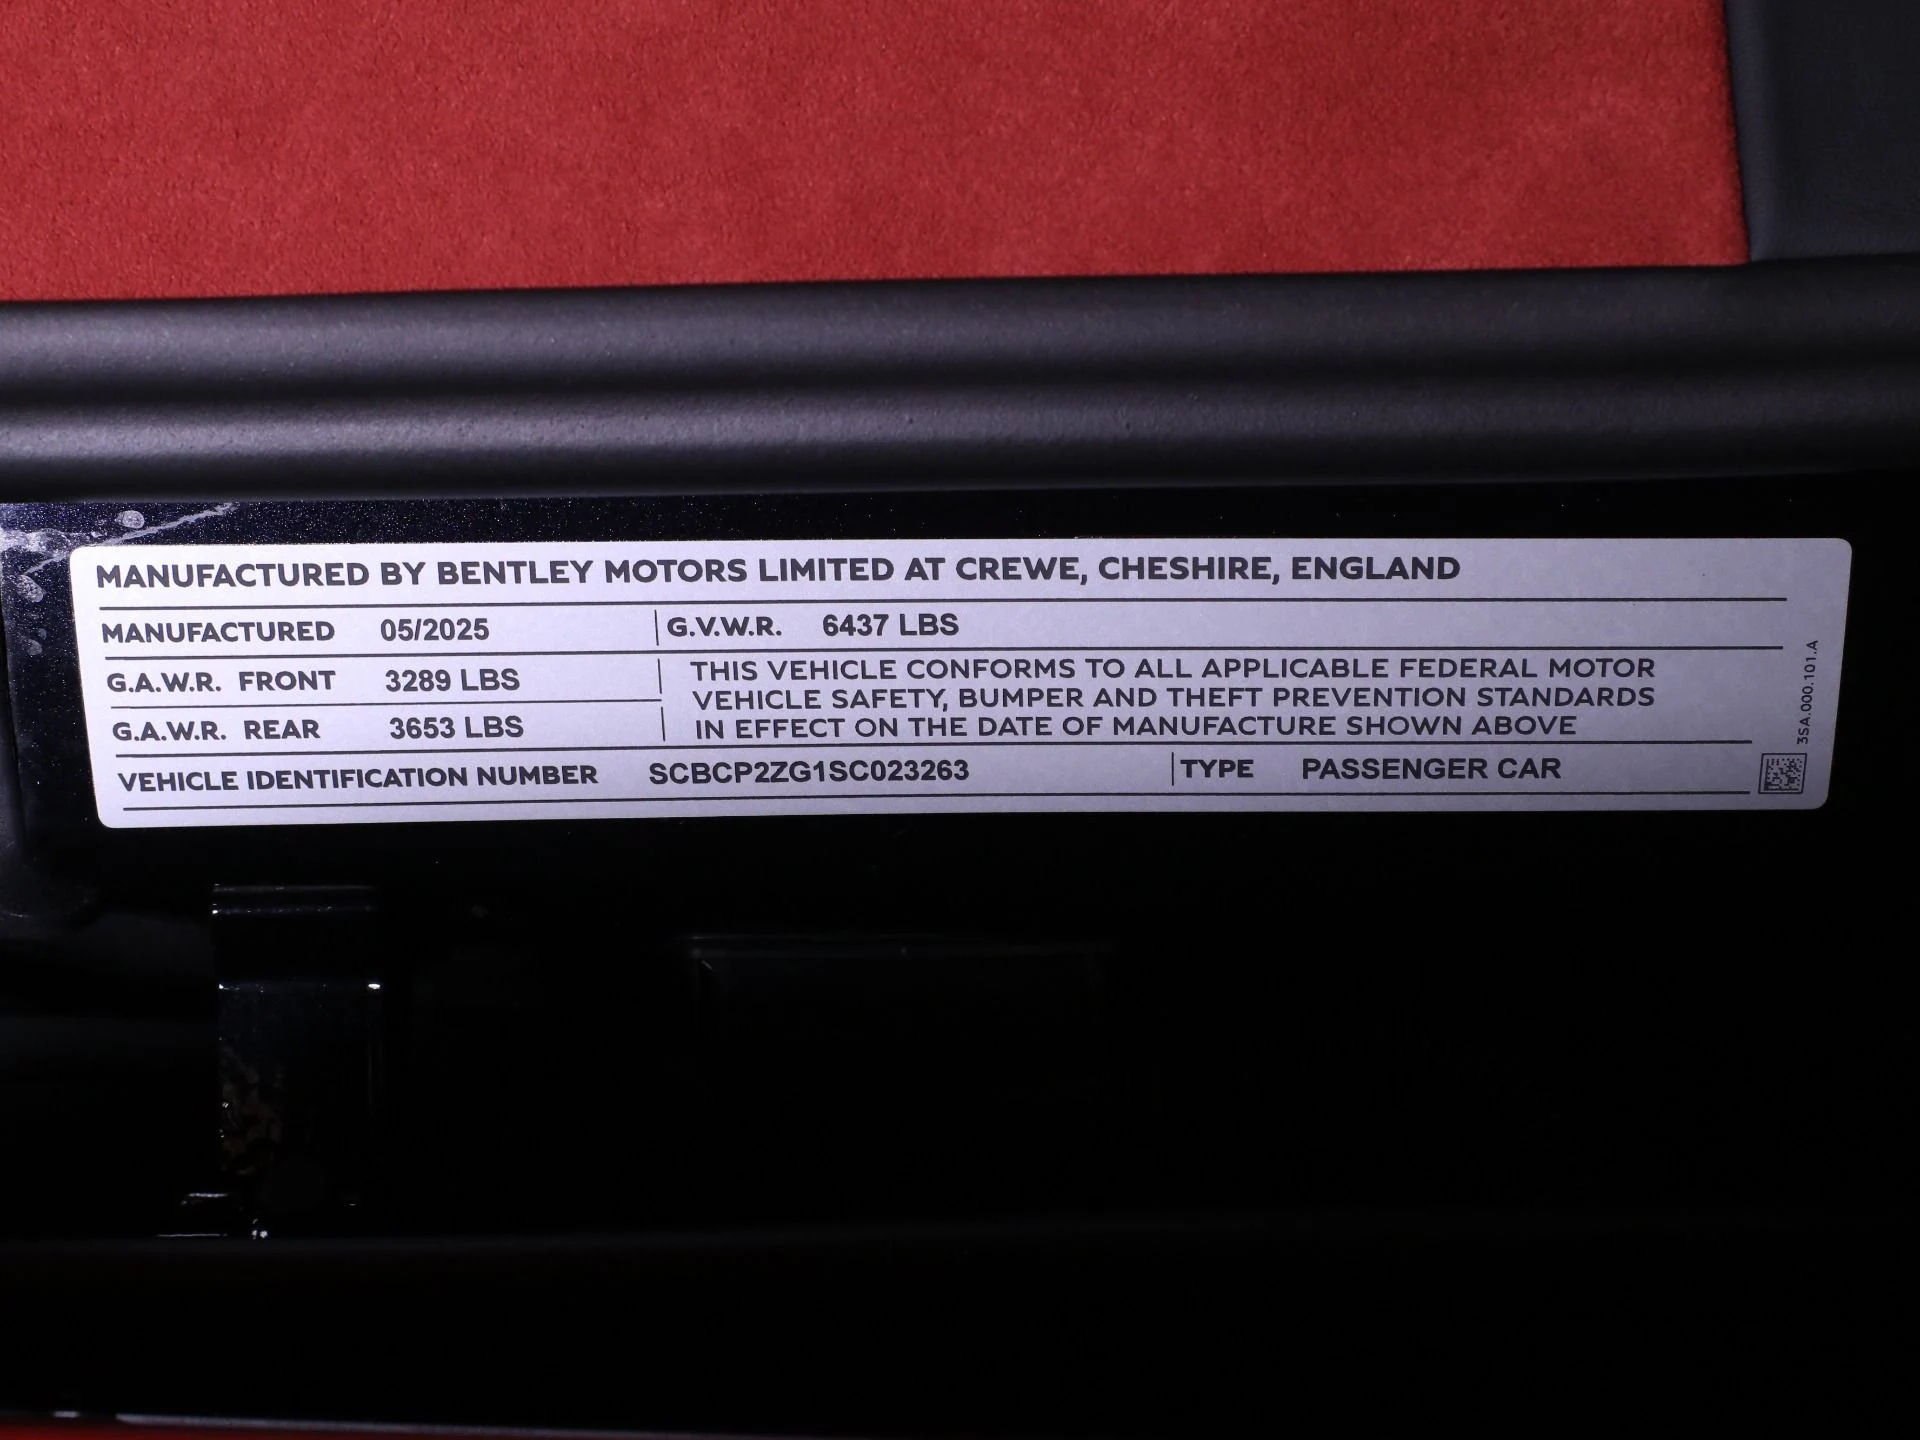 MANUFACTURED BY BENTLEY MOTORS LIMITED AT CREWE, CHESHIRE, ENGLAND
MANUFACTURED 05/2025 G.V.W.R. 6437 LBS
G.A.W.R. FRONT 3289 LBS
G.A.W.R. REAR 3653 LBS
THIS VEHICLE CONFORMS TO ALL APPLICABLE FEDERAL MOTOR
VEHICLE SAFETY, BUMPER AND THEFT PREVENTION STANDARDS
IN EFFECT ON THE DATE OF MANUFACTURE SHOWN ABOVE
VEHICLE IDENTIFICATION NUMBER SCBCP2ZG1SC023263 TYPE PASSENGER CAR
3SA.000.101.A